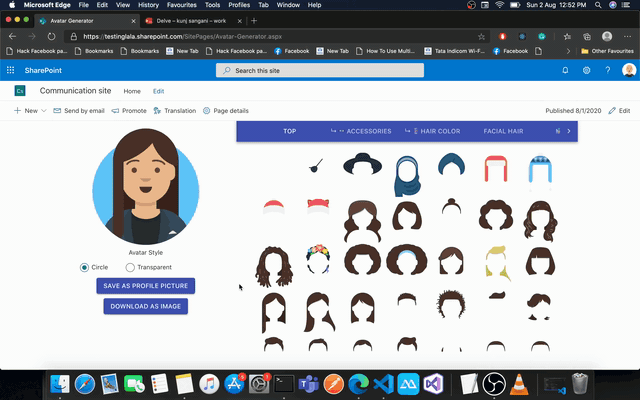 Microsoft Edge File Edit View History Favourites Tools Profiles Tab Window Help Sun 2 Aug 12:52 PM
Avatar Generator
Delve – kunj sangani – work
https://testinglala.sharepoint.com/SitePages/Avatar-Generator.aspx
Hack Facebook pa... Bookmarks Bookmarks New Tab Hack Facebook pa... Facebook New Tab How To Use Multi... Tata Indicom Wi-F... Facebook Other Favourites
SharePoint
Search this site
Cs Communication site Home Edit
New Send by email Promote Translation Page details Published 8/1/2020 Edit
TOP ACCESSORIES HAIR COLOR FACIAL HAIR
Avatar Style
Circle Transparent
SAVE AS PROFILE PICTURE
DOWNLOAD AS IMAGE